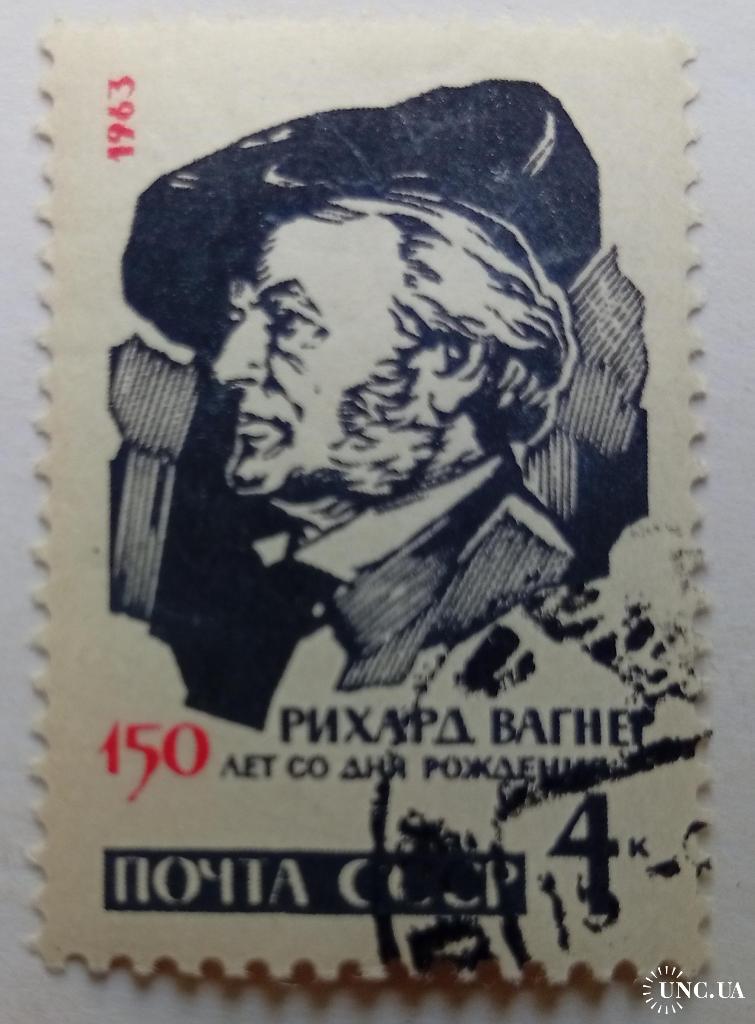 1963
РИХАРД ВАГНЕР
150 ЛЕТ СО ДНЯ РОЖДЕНИЯ
4 к
ПОЧТА СССР
UNC.UA